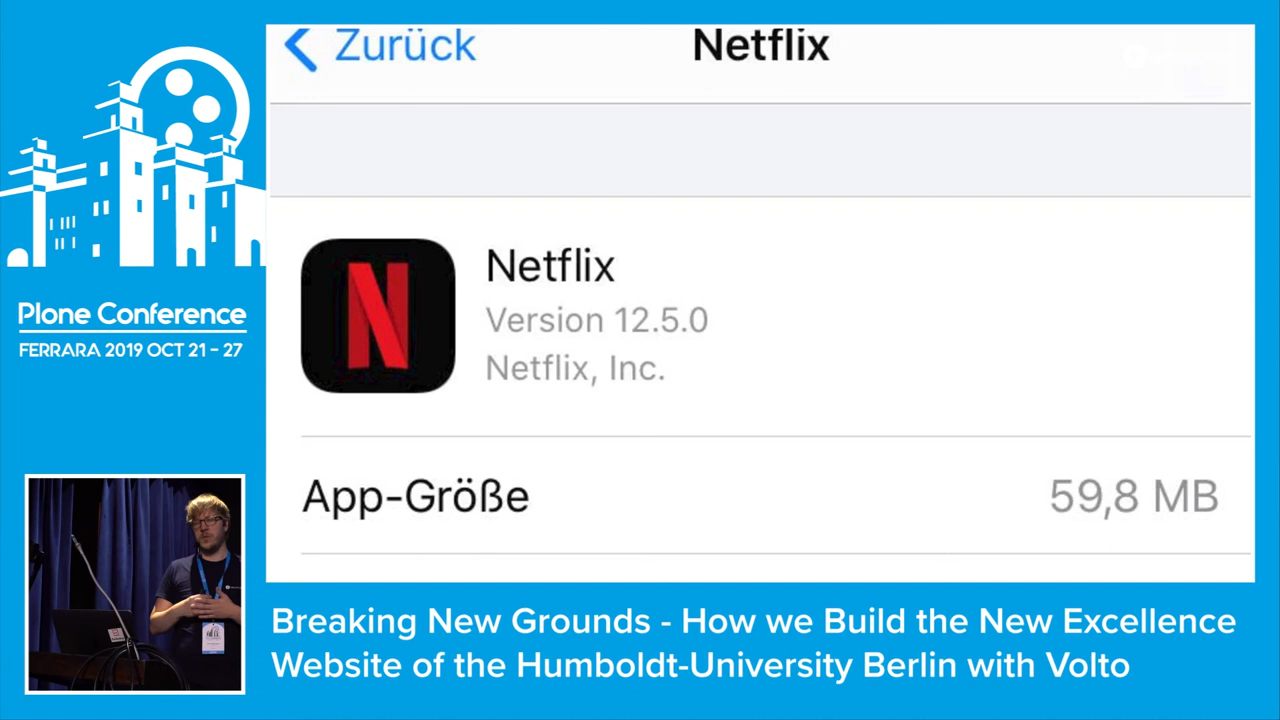 Zurück
Netflix
Netflix
Version 12.5.0
Netflix, Inc.
App-Größe
59,8 MB
Plone Conference
FERRARA 2019 OCT 21 - 27
Breaking New Grounds - How we Build the New Excellence
Website of the Humboldt-University Berlin with Volto